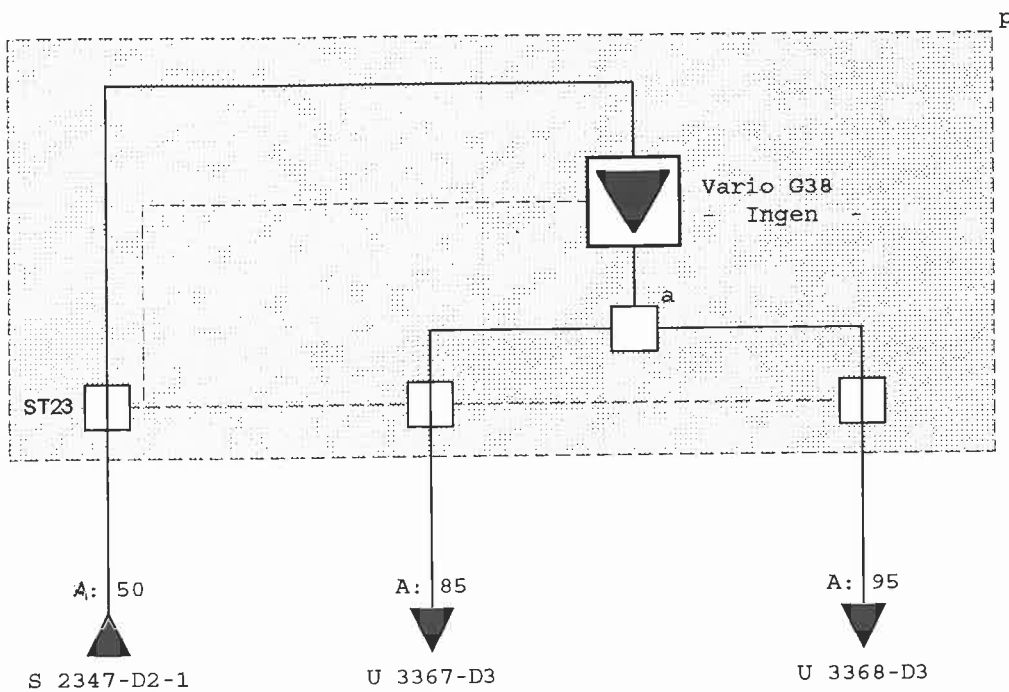 p
Vario G38
- Ingen -
a
ST23
A: 50
A: 85
A: 95
S 2347-D2-1
U 3367-D3
U 3368-D3